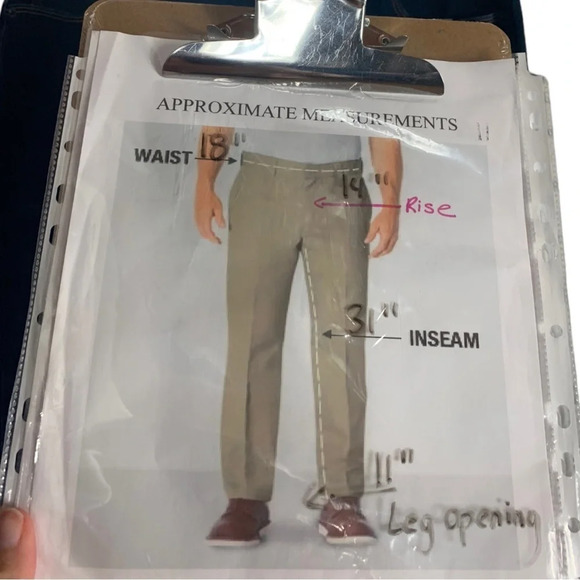 APPROXIMATE MEASUREMENTS
WAIST 18"
14"
Rise
31"
INSEAM
11"
Leg opening